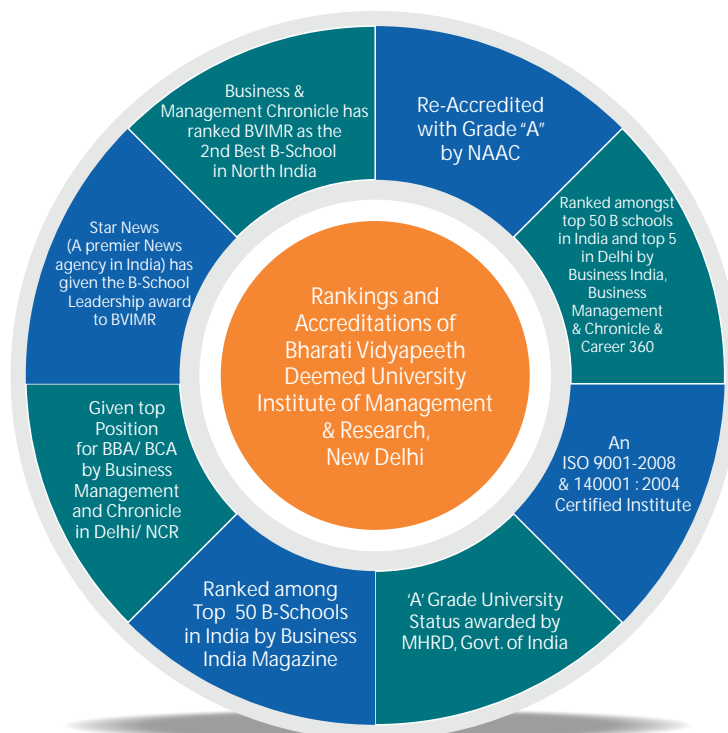 Rankings and
Accreditations of
Bharati Vidyapeeth
Deemed University
Institute of Management
& Research,
New Delhi
Re-Accredited
with Grade “A”
by NAAC
Ranked amongst
top 50 B schools
in India and top 5
in Delhi by
Business India,
Business
Management
& Chronicle &
Career 360
An
ISO 9001-2008
& 140001 : 2004
Certified Institute
‘A’ Grade University
Status awarded by
MHRD, Govt. of India
Ranked among
Top 50 B-Schools
in India by Business
India Magazine
Given top
Position
for BBA/ BCA
by Business
Management
and Chronicle
in Delhi/ NCR
Star News
(A premier News
agency in India) has
given the B-School
Leadership award
to BVIMR
Business &
Management Chronicle has
ranked BVIMR as the
2nd Best B-School
in North India